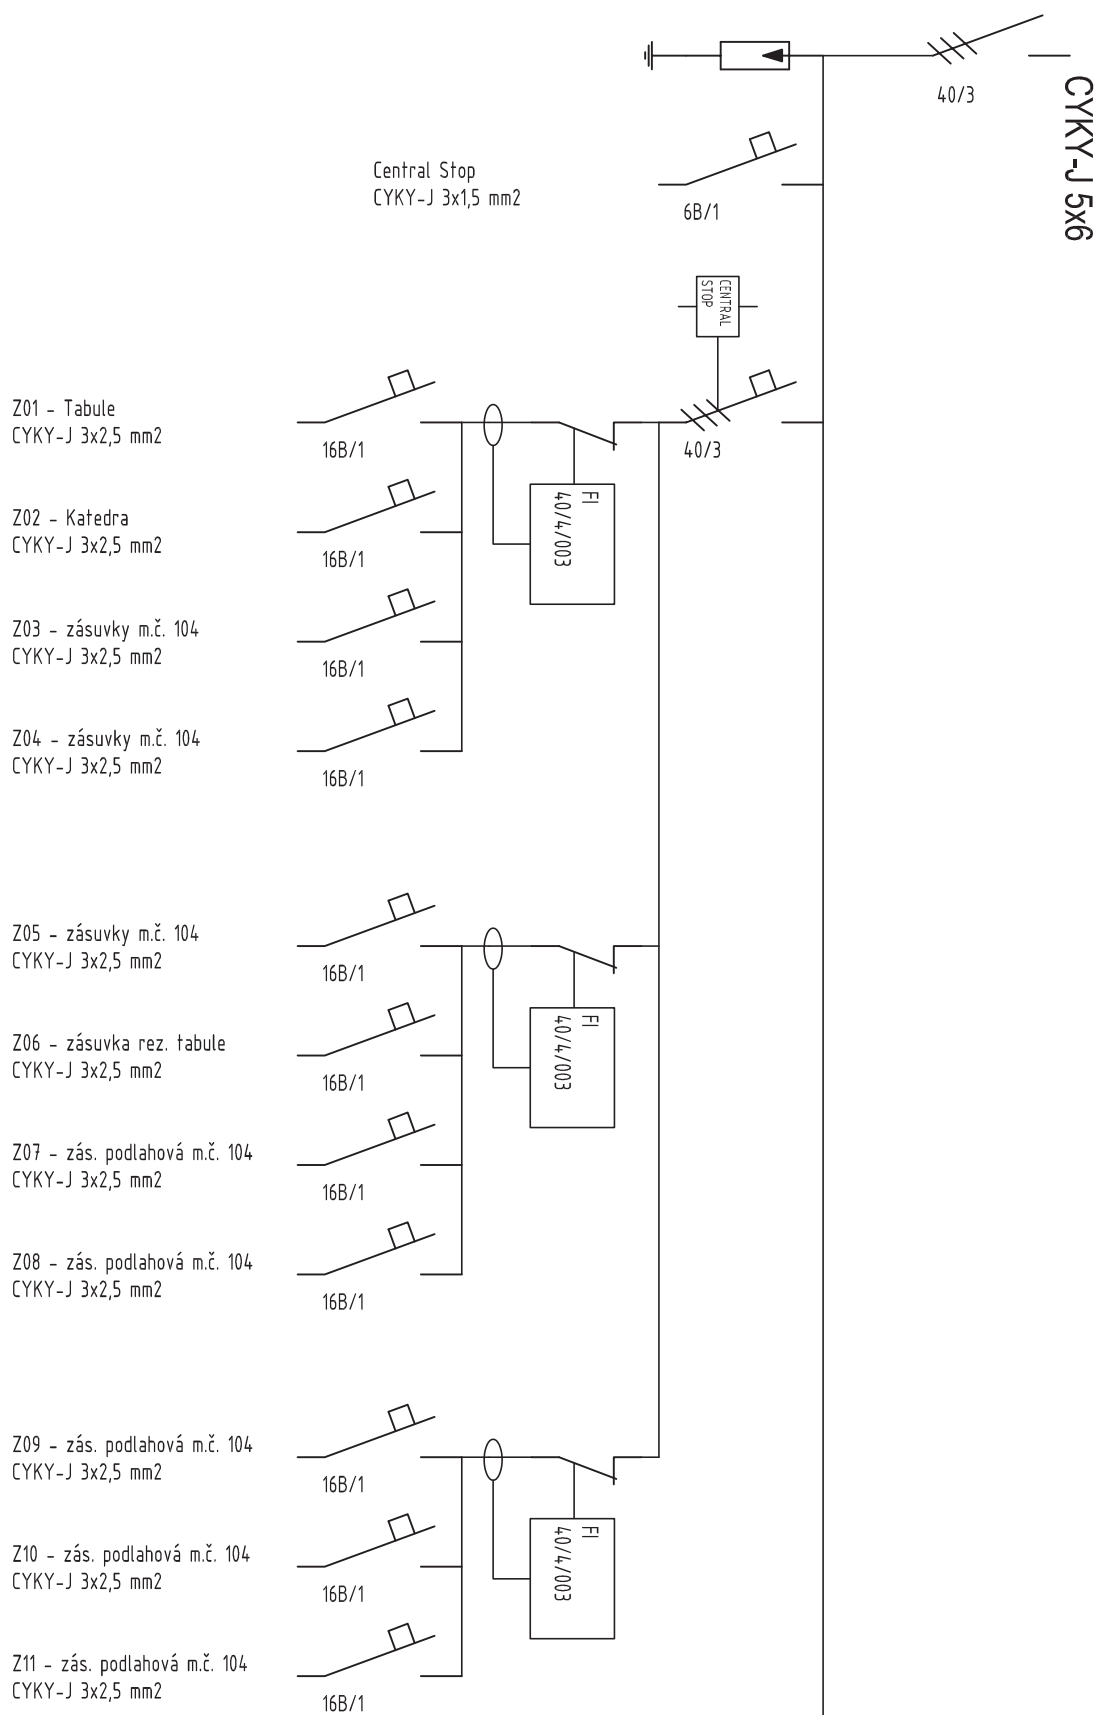 40/3
CYKY-J 5x6
Central Stop
CYKY-J 3x1,5 mm2
6B/1
CENTRAL
STOP
40/3
Z01 - Tabule
CYKY-J 3x2,5 mm2
16B/1
FI
40/4/003
Z02 - Katedra
CYKY-J 3x2,5 mm2
16B/1
Z03 - zásuvky m.č. 104
CYKY-J 3x2,5 mm2
16B/1
Z04 - zásuvky m.č. 104
CYKY-J 3x2,5 mm2
16B/1
Z05 - zásuvky m.č. 104
CYKY-J 3x2,5 mm2
16B/1
FI
40/4/003
Z06 - zásuvka rez. tabule
CYKY-J 3x2,5 mm2
16B/1
Z07 - zás. podlahová m.č. 104
CYKY-J 3x2,5 mm2
16B/1
Z08 - zás. podlahová m.č. 104
CYKY-J 3x2,5 mm2
16B/1
Z09 - zás. podlahová m.č. 104
CYKY-J 3x2,5 mm2
16B/1
FI
40/4/003
Z10 - zás. podlahová m.č. 104
CYKY-J 3x2,5 mm2
16B/1
Z11 - zás. podlahová m.č. 104
CYKY-J 3x2,5 mm2
16B/1